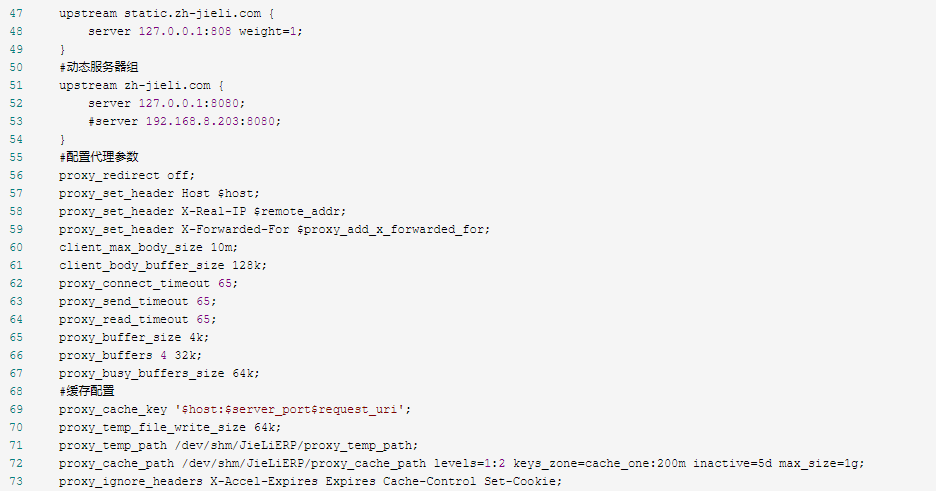 47 upstream static.zh-jieli.com {
48 server 127.0.0.1:808 weight=1;
49 }
50 #动态服务器组
51 upstream zh-jieli.com {
52 server 127.0.0.1:8080;
53 #server 192.168.8.203:8080;
54 }
55 #配置代理参数
56 proxy_redirect off;
57 proxy_set_header Host $host;
58 proxy_set_header X-Real-IP $remote_addr;
59 proxy_set_header X-Forwarded-For $proxy_add_x_forwarded_for;
60 client_max_body_size 10m;
61 client_body_buffer_size 128k;
62 proxy_connect_timeout 65;
63 proxy_send_timeout 65;
64 proxy_read_timeout 65;
65 proxy_buffer_size 4k;
66 proxy_buffers 4 32k;
67 proxy_busy_buffers_size 64k;
68 #缓存配置
69 proxy_cache_key '$host:$server_port$request_uri';
70 proxy_temp_file_write_size 64k;
71 proxy_temp_path /dev/shm/JieLiERP/proxy_temp_path;
72 proxy_cache_path /dev/shm/JieLiERP/proxy_cache_path levels=1:2 keys_zone=cache_one:200m inactive=5d max_size=1g;
73 proxy_ignore_headers X-Accel-Expires Expires Cache-Control Set-Cookie;